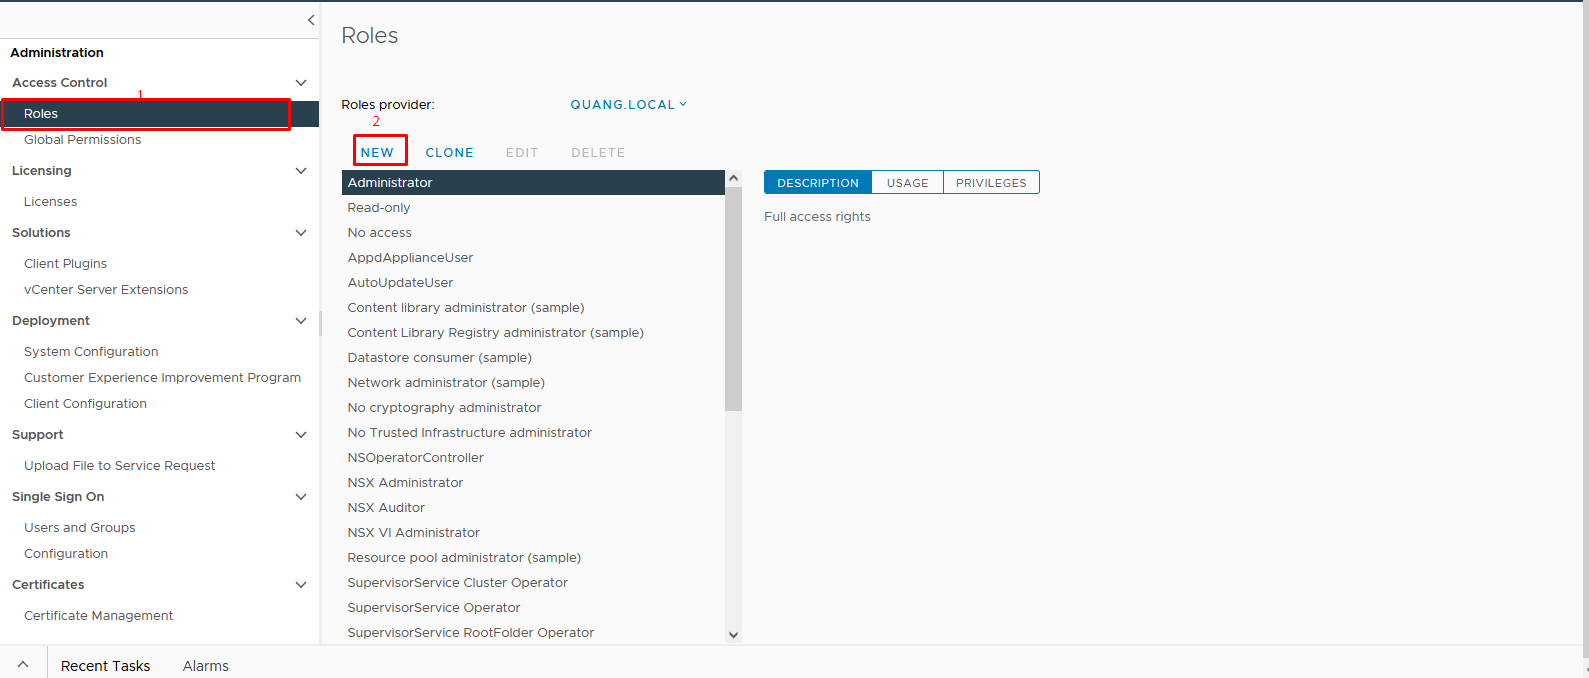 Administration
Access Control
1
Roles
Global Permissions
Licensing
Licenses
Solutions
Client Plugins
vCenter Server Extensions
Deployment
System Configuration
Customer Experience Improvement Program
Client Configuration
Support
Upload File to Service Request
Single Sign On
Users and Groups
Configuration
Certificates
Certificate Management
Roles
Roles provider: QUANG.LOCAL
2
NEW CLONE EDIT DELETE
Administrator
Read-only
No access
AppdApplianceUser
AutoUpdateUser
Content library administrator (sample)
Content Library Registry administrator (sample)
Datastore consumer (sample)
Network administrator (sample)
No cryptography administrator
No Trusted Infrastructure administrator
NSOperatorController
NSX Administrator
NSX Auditor
NSX VI Administrator
Resource pool administrator (sample)
SupervisorService Cluster Operator
SupervisorService Operator
SupervisorService RootFolder Operator
DESCRIPTION USAGE PRIVILEGES
Full access rights
Recent Tasks Alarms